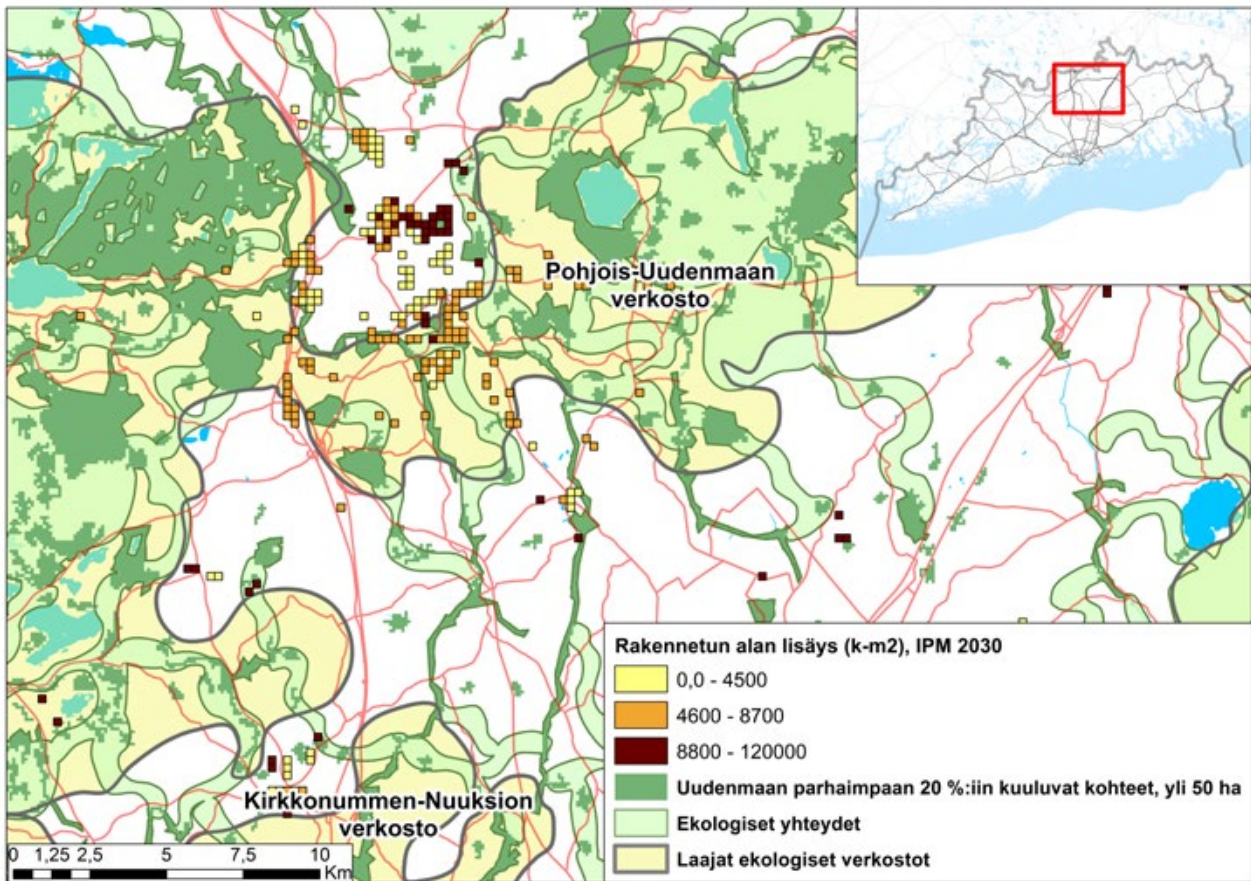 Pohjois-Uudenmaan
verkosto
Rakennetun alan lisäys (k-m2), IPM 2030
0,0 - 4500
4600 - 8700
8800 - 120000
Uudenmaan parhaimpaan 20 %:iin kuuluvat kohteet, yli 50 ha
Ekologiset yhteydet
Laajat ekologiset verkostot
Kirkkonummen-Nuuksion
verkosto
0 1,25 2,5 5 7,5 10
Km